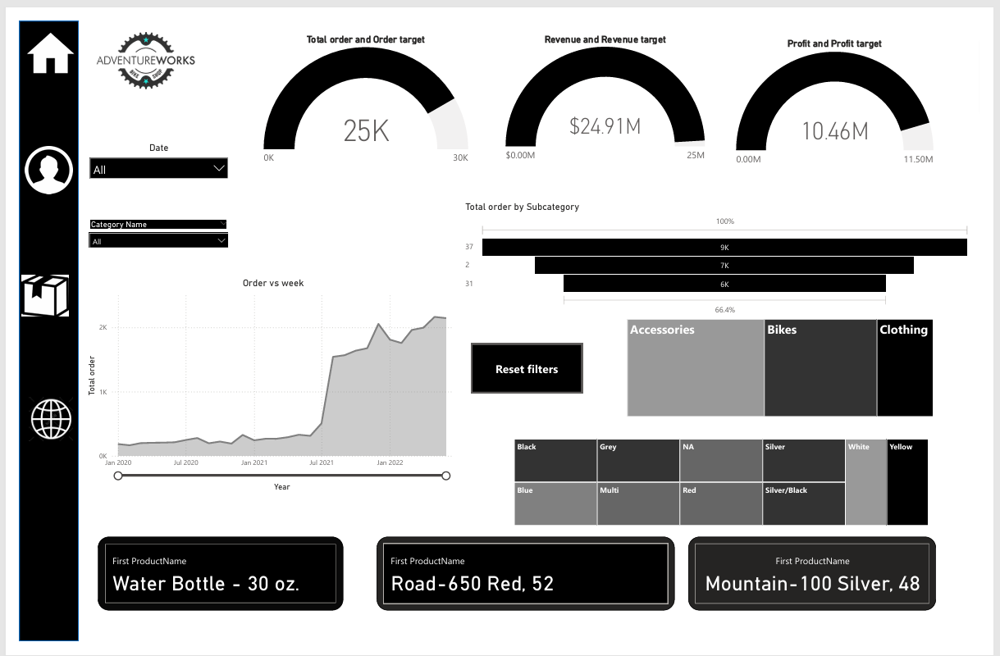 ADVENTUREWORKS
BIKE SHOP
Total order and Order target
25K
0K
30K
Revenue and Revenue target
$24.91M
$0.00M
25M
Profit and Profit target
10.46M
0.00M
11.50M
Date
All
Category Name
All
Total order by Subcategory
100%
37
9K
2
7K
31
6K
66.4%
Order vs week
Total order
2K
1K
0K
Jan 2020
Jul 2020
Jan 2021
Jul 2021
Jan 2022
Year
Reset filters
Accessories
Bikes
Clothing
Black
Grey
NA
Silver
White
Yellow
Blue
Multi
Red
Silver/Black
First ProductName
Water Bottle - 30 oz.
First ProductName
Road-650 Red, 52
First ProductName
Mountain-100 Silver, 48